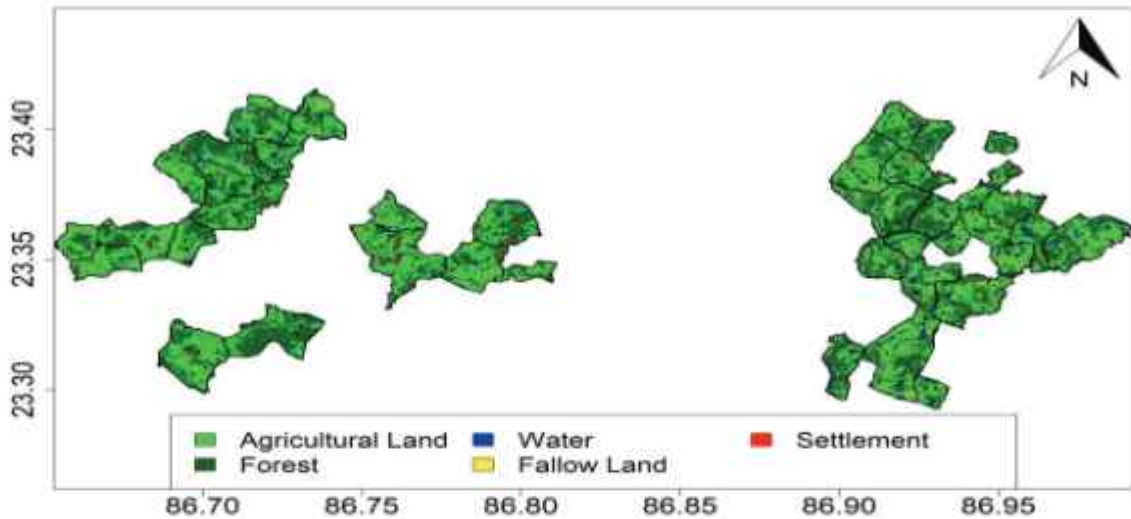 N
23.40
23.35
23.30
Agricultural Land Water Settlement
Forest Fallow Land
86.70 86.75 86.80 86.85 86.90 86.95